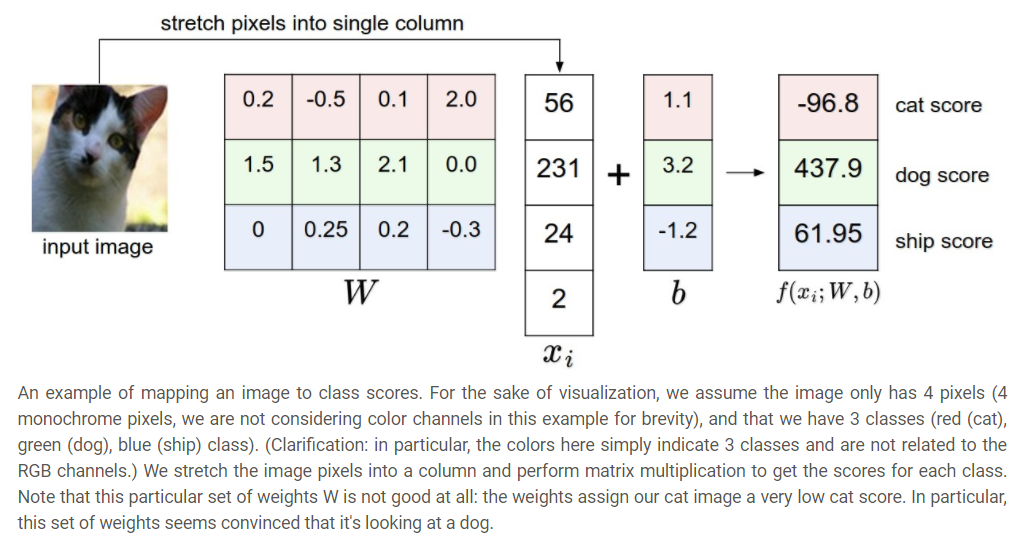 stretch pixels into single column
0.2 -0.5 0.1 2.0 56 1.1 -96.8 cat score
1.5 1.3 2.1 0.0 231 + 3.2 437.9 dog score
0 0.25 0.2 -0.3 24 -1.2 61.95 ship score
input image
W b f(xᵢ; W, b)
2
xᵢ
An example of mapping an image to class scores. For the sake of visualization, we assume the image only has 4 pixels (4
monochrome pixels, we are not considering color channels in this example for brevity), and that we have 3 classes (red (cat),
green (dog), blue (ship) class). (Clarification: in particular, the colors here simply indicate 3 classes and are not related to the
RGB channels.) We stretch the image pixels into a column and perform matrix multiplication to get the scores for each class.
Note that this particular set of weights W is not good at all: the weights assign our cat image a very low cat score. In particular,
this set of weights seems convinced that it's looking at a dog.